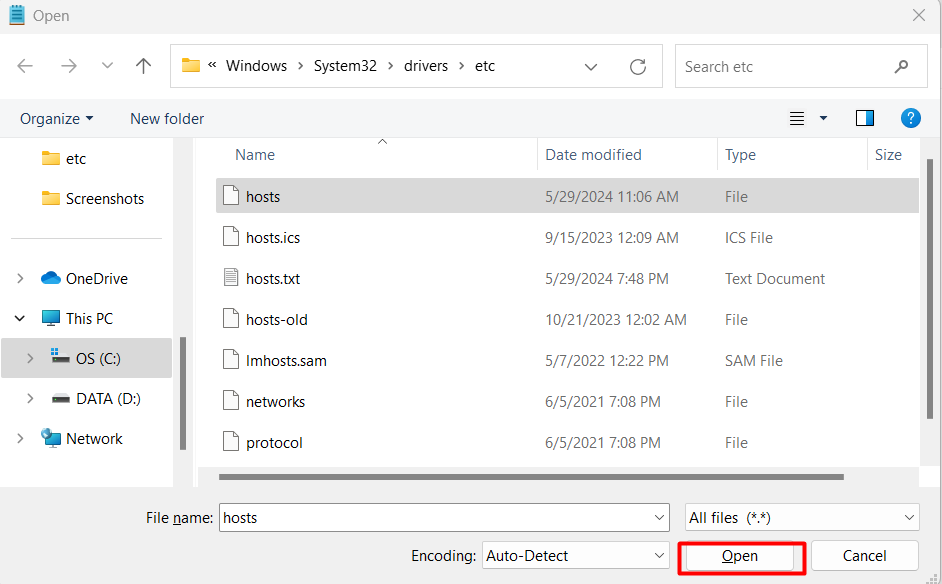 Open
« Windows > System32 > drivers > etc
Search etc
Organize
New folder
?
etc
Screenshots
OneDrive
This PC
OS (C:)
DATA (D:)
Network
Name Date modified Type Size
hosts 5/29/2024 11:06 AM File
hosts.ics 9/15/2023 12:09 AM ICS File
hosts.txt 5/29/2024 7:48 PM Text Document
hosts-old 10/21/2023 12:02 AM File
lmhosts.sam 5/7/2022 12:22 PM SAM File
networks 6/5/2021 7:08 PM File
protocol 6/5/2021 7:08 PM File
File name: hosts All files (*.*)
Encoding: Auto-Detect Open Cancel